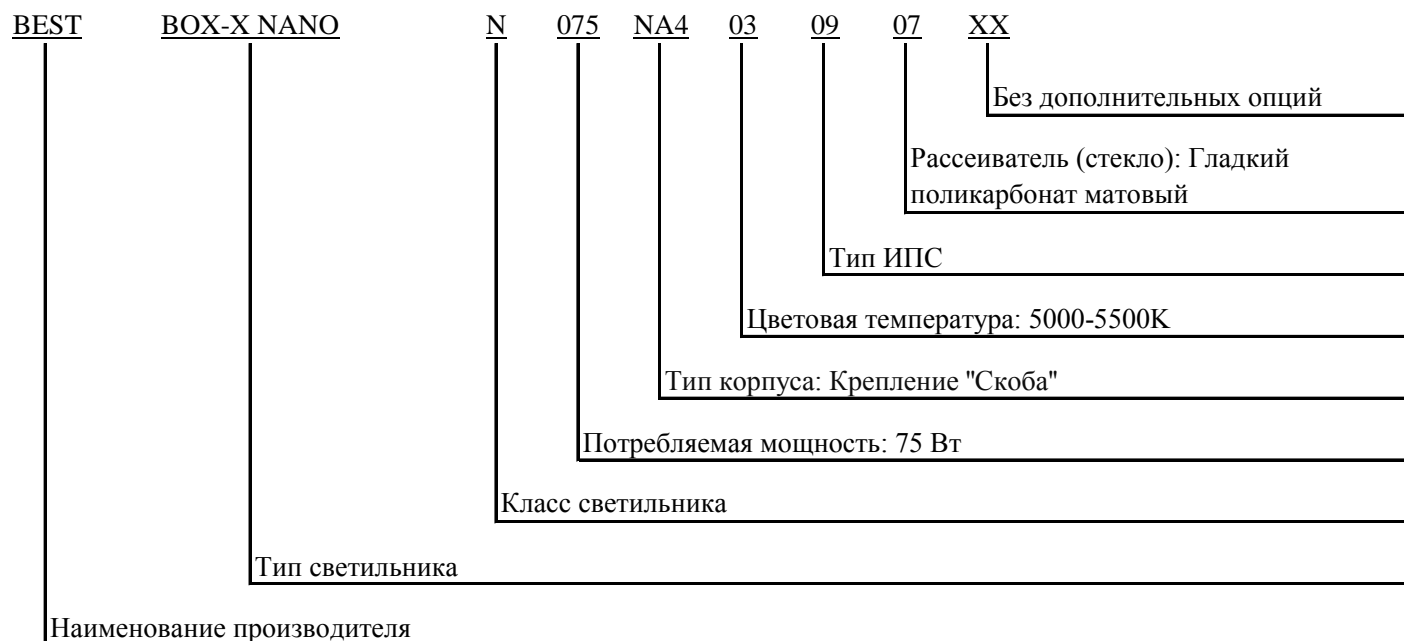 BEST BOX-X NANO N 075 NA4 03 09 07 XX
Без дополнительных опций
Рассеиватель (стекло): Гладкий
поликарбонат матовый
Тип ИПС
Цветовая температура: 5000-5500К
Тип корпуса: Крепление "Скоба"
Потребляемая мощность: 75 Вт
Класс светильника
Тип светильника
Наименование производителя